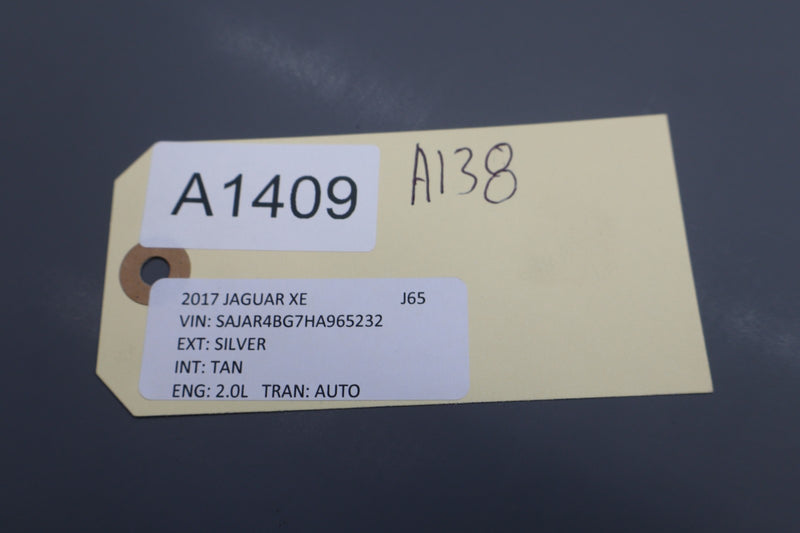 A1409
A138
2017 JAGUAR XE J65
VIN: SAJAR4BG7HA965232
EXT: SILVER
INT: TAN
ENG: 2.0L TRAN: AUTO